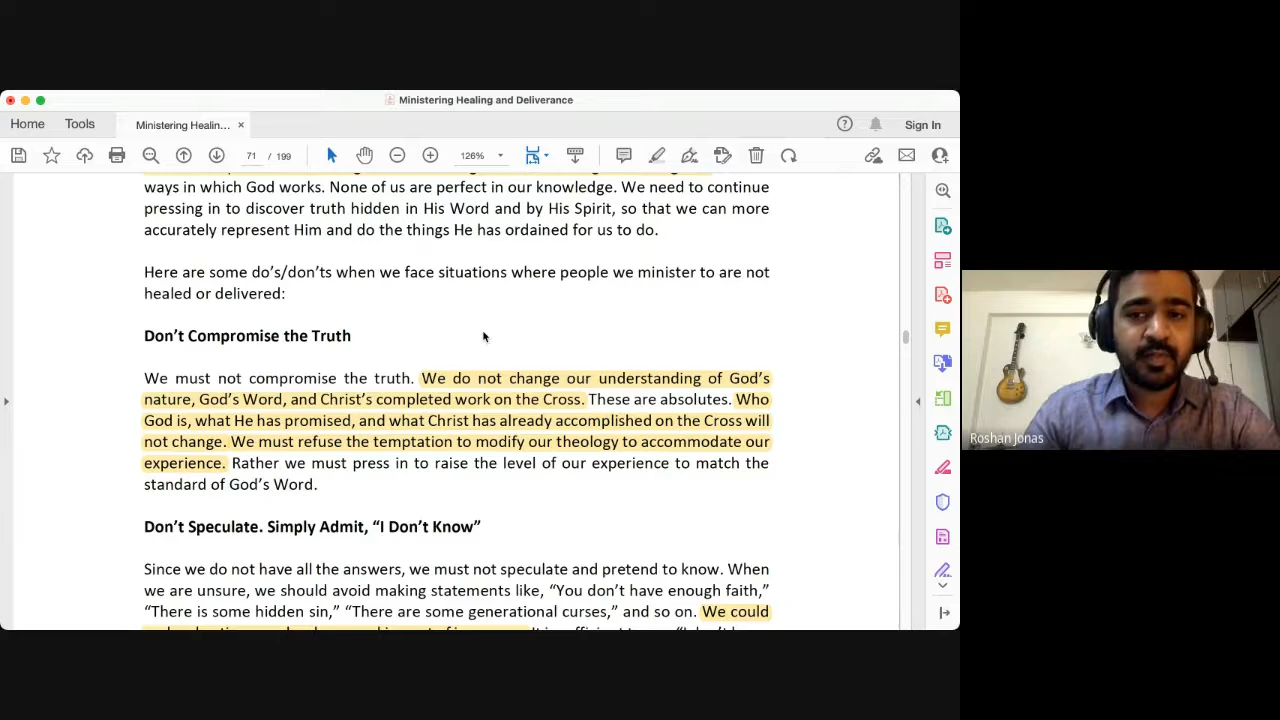 Ministering Healing and Deliverance
Home Tools Ministering Healin... × Sign In
71 / 199 126%
ways in which God works. None of us are perfect in our knowledge. We need to continue
pressing in to discover truth hidden in His Word and by His Spirit, so that we can more
accurately represent Him and do the things He has ordained for us to do.
Here are some do’s/don’ts when we face situations where people we minister to are not
healed or delivered:
Don’t Compromise the Truth
We must not compromise the truth. We do not change our understanding of God’s
nature, God’s Word, and Christ’s completed work on the Cross. These are absolutes. Who
God is, what He has promised, and what Christ has already accomplished on the Cross will
not change. We must refuse the temptation to modify our theology to accommodate our
experience. Rather we must press in to raise the level of our experience to match the
standard of God’s Word.
Don’t Speculate. Simply Admit, “I Don’t Know”
Since we do not have all the answers, we must not speculate and pretend to know. When
we are unsure, we should avoid making statements like, “You don’t have enough faith,”
“There is some hidden sin,” “There are some generational curses,” and so on. We could
Roshan Jonas